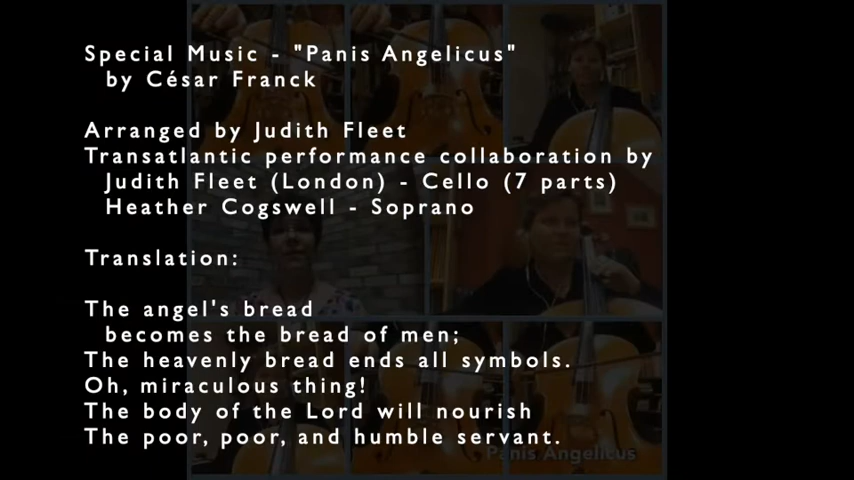 Special Music - "Panis Angelicus"
by César Franck
Arranged by Judith Fleet
Transatlantic performance collaboration by
Judith Fleet (London) - Cello (7 parts)
Heather Cogswell - Soprano
Translation:
The angel's bread
becomes the bread of men;
The heavenly bread ends all symbols.
Oh, miraculous thing!
The body of the Lord will nourish
The poor, poor, and humble servant.
Panis Angelicus